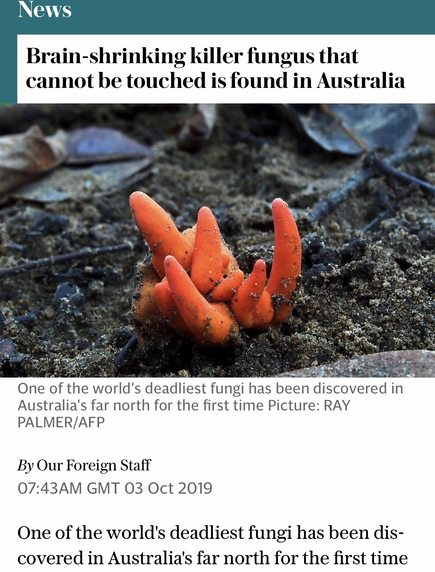 News
Brain-shrinking killer fungus that
cannot be touched is found in Australia
One of the world's deadliest fungi has been discovered in
Australia's far north for the first time Picture: RAY
PALMER/AFP
By Our Foreign Staff
07:43AM GMT 03 Oct 2019
One of the world's deadliest fungi has been dis-
covered in Australia's far north for the first time